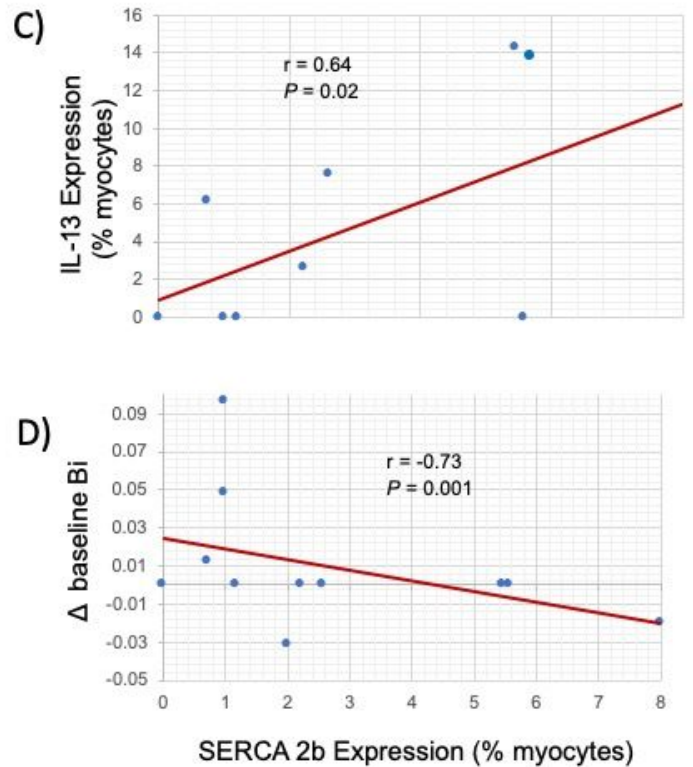 C)
IL-13 Expression
(% myocytes)
16
14
12
10
8
6
4
2
0
r = 0.64
P = 0.02
D)
Δ baseline Bi
0.09
0.07
0.05
0.03
0.01
-0.01
-0.03
-0.05
r = -0.73
P = 0.001
0 1 2 3 4 5 6 7 8
SERCA 2b Expression (% myocytes)